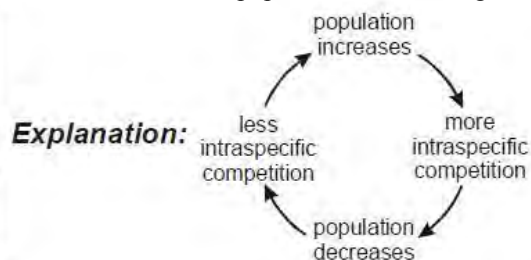 population
increases
Explanation:
less
intraspecific
competition
more
intraspecific
competition
population
decreases